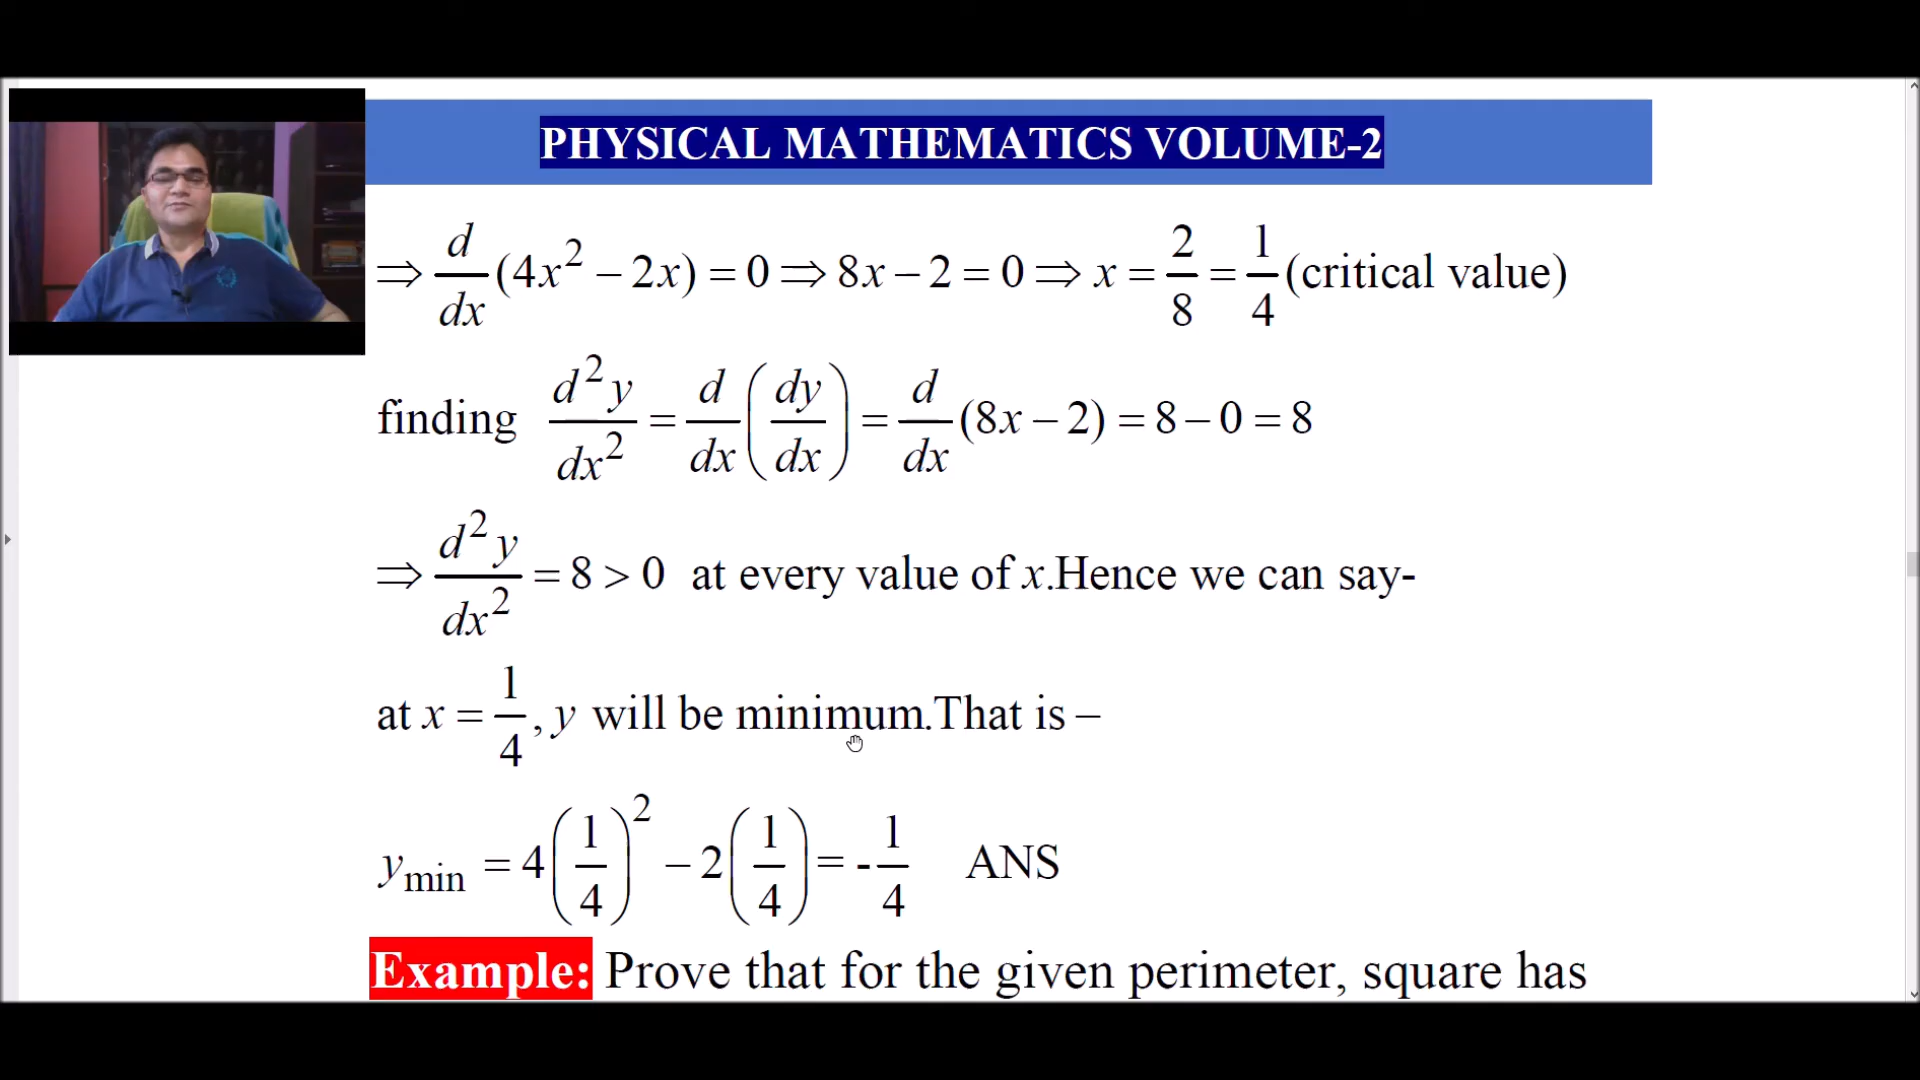 PHYSICAL MATHEMATICS VOLUME-2
⇒ d/dx (4x² − 2x) = 0 ⇒ 8x − 2 = 0 ⇒ x = 2/8 = 1/4 (critical value)
finding d²y/dx² = d/dx (dy/dx) = d/dx (8x − 2) = 8 − 0 = 8
⇒ d²y/dx² = 8 > 0 at every value of x.Hence we can say-
at x = 1/4, y will be minimum.That is –
y_min = 4(1/4)² − 2(1/4) = -1/4 ANS
Example: Prove that for the given perimeter, square has